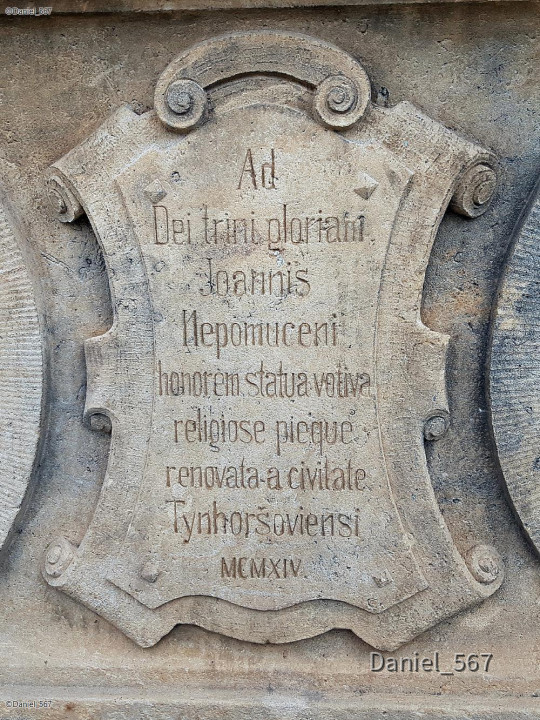 ©Daniel_567
Ad
Dei trini gloriam,
Joannis
Nepomuceni
honorem statua votiva
religiose pieque
renovata a civitate
Tynhoršoviensi
MCMXIV.
Daniel_567
©Daniel_567